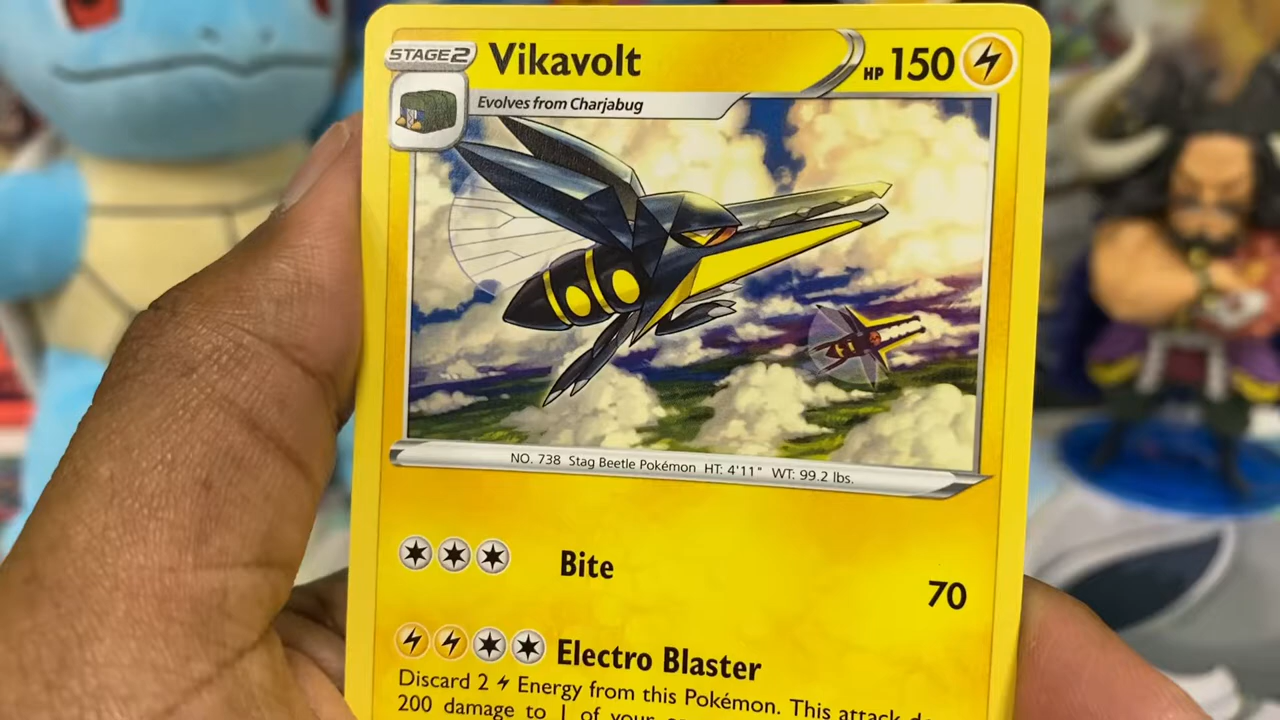 STAGE 2 Vikavolt HP 150
Evolves from Charjabug
NO. 738 Stag Beetle Pokémon HT: 4'11" WT: 99.2 lbs.
Bite 70
Electro Blaster
Discard 2 Energy from this Pokémon. This attack
200 damage to 1 of your